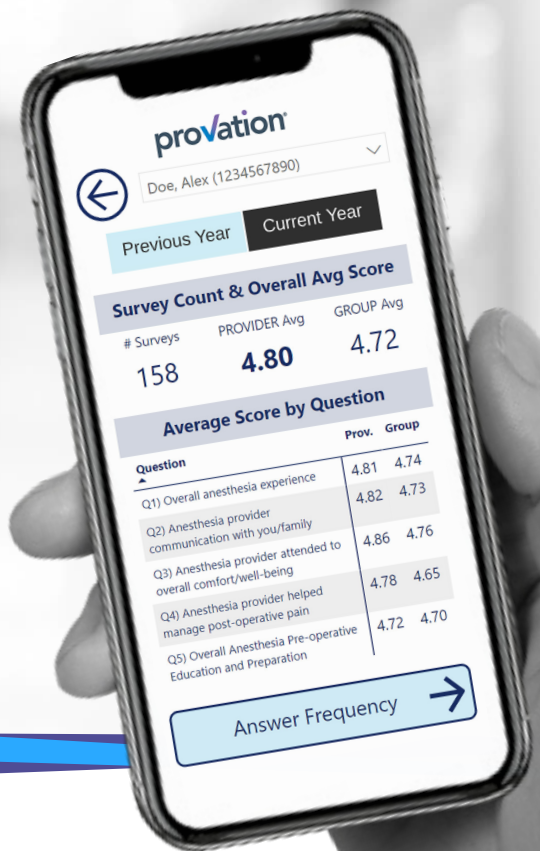 provation
Doe, Alex (1234567890)
Previous Year Current Year
Survey Count & Overall Avg Score
# Surveys PROVIDER Avg GROUP Avg
158 4.80 4.72
Average Score by Question
Question Prov. Group
Q1) Overall anesthesia experience 4.81 4.74
Q2) Anesthesia provider 4.82 4.73
communication with you/family
Q3) Anesthesia provider attended to 4.86 4.76
overall comfort/well-being
Q4) Anesthesia provider helped 4.78 4.65
manage post-operative pain
Q5) Overall Anesthesia Pre-operative 4.72 4.70
Education and Preparation
Answer Frequency